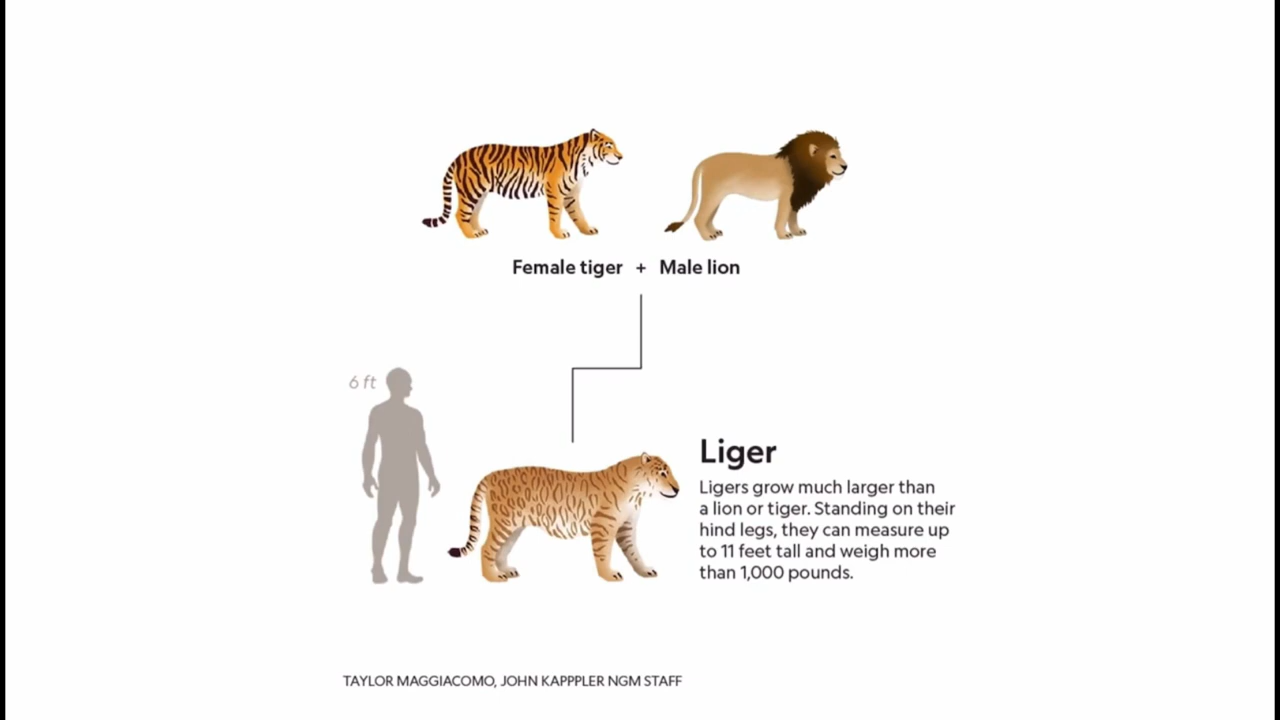 Female tiger + Male lion
6 ft
Liger
Ligers grow much larger than
a lion or tiger. Standing on their
hind legs, they can measure up
to 11 feet tall and weigh more
than 1,000 pounds.
TAYLOR MAGGIACOMO, JOHN KAPPPLER NGM STAFF